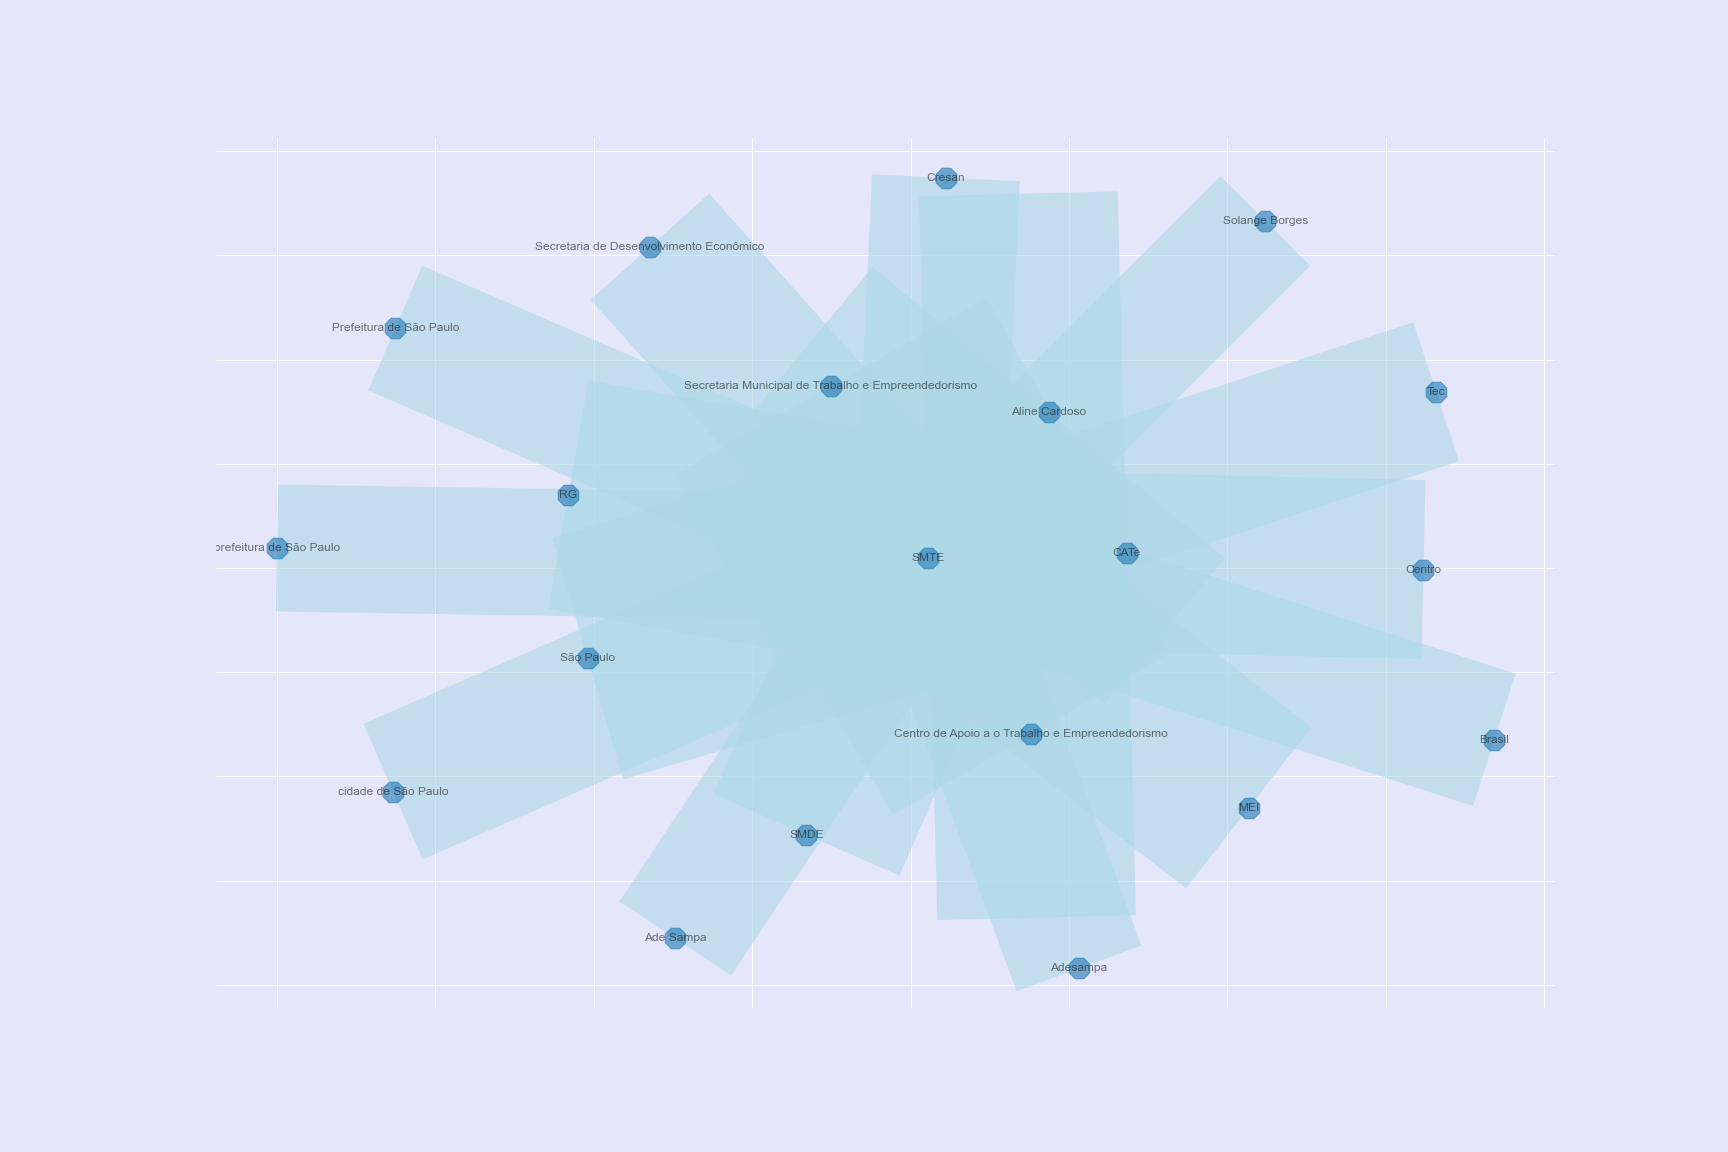 Cresan
Solange Borges
Secretaria de Desenvolvimento Econômico
Prefeitura de São Paulo
Secretaria Municipal de Trabalho e Empreendedorismo
Tec
Aline Cardoso
RG
prefeitura de São Paulo
CATe
SMTE
Centro
São Paulo
Centro de Apoio a o Trabalho e Empreendedorismo
Brasil
cidade de São Paulo
MEI
SMDE
Ade Sampa
Adesampa